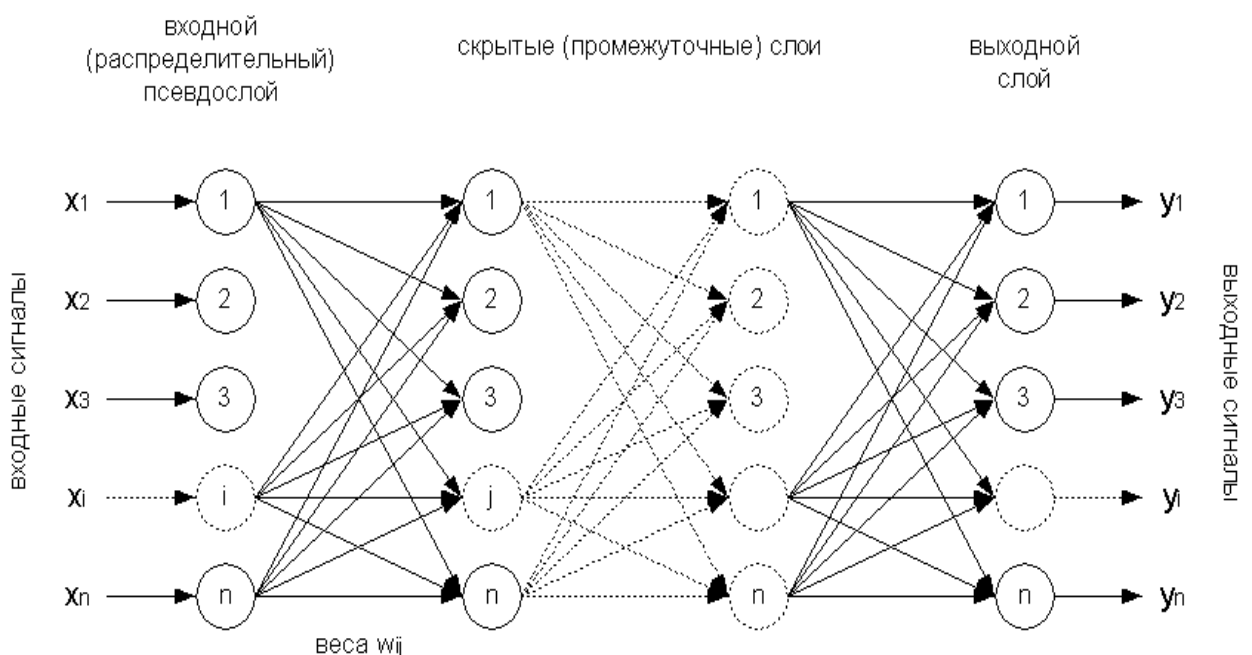 входной
(распределительный)
псевдослой
скрытые (промежуточные) слои
выходной
слой
входные сигналы
x1 1 1 1 1 y1
x2 2 2 2 2 y2
x3 3 3 3 3 y3
xi i j yi
xn n n n n yn
выходные сигналы
веса wij